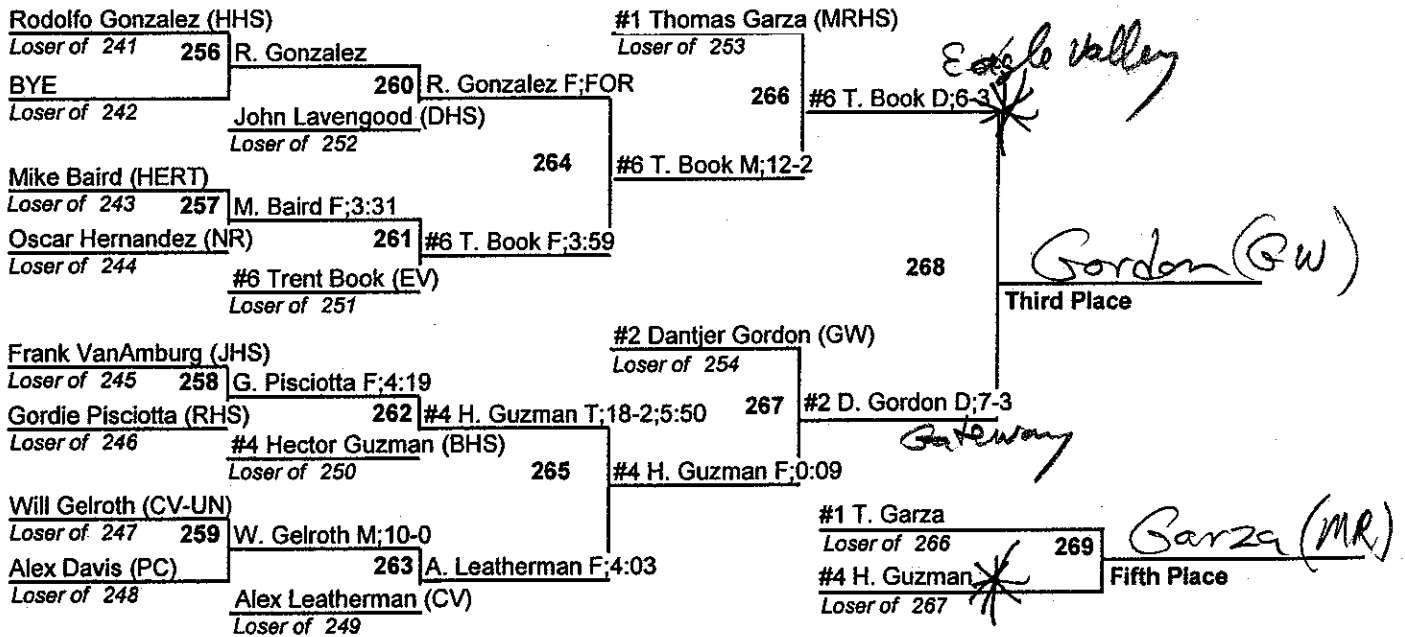 Rodolfo Gonzalez (HHS)
Loser of 241
256
R. Gonzalez
BYE
Loser of 242
260
R. Gonzalez F;FOR
John Lavengood (DHS)
Loser of 252
264
#6 T. Book M;12-2
Mike Baird (HERT)
Loser of 243
257
M. Baird F;3:31
Oscar Hernandez (NR)
Loser of 244
261
#6 T. Book F;3:59
#6 Trent Book (EV)
Loser of 251
#1 Thomas Garza (MRHS)
Loser of 253
266
#6 T. Book D;6-3
Eagle Valley
268
Gordon (GW)
Third Place
Frank VanAmburg (JHS)
Loser of 245
258
G. Pisciotta F;4:19
Gordie Pisciotta (RHS)
Loser of 246
262
#4 H. Guzman T;18-2;5:50
#4 Hector Guzman (BHS)
Loser of 250
265
#4 H. Guzman F;0:09
Will Gelroth (CV-UN)
Loser of 247
259
W. Gelroth M;10-0
Alex Davis (PC)
Loser of 248
263
A. Leatherman F;4:03
Alex Leatherman (CV)
Loser of 249
#2 Dantjer Gordon (GW)
Loser of 254
267
#2 D. Gordon D;7-3
Gateway
#1 T. Garza
Loser of 266
269
Garza (MR)
#4 H. Guzman
Loser of 267
Fifth Place